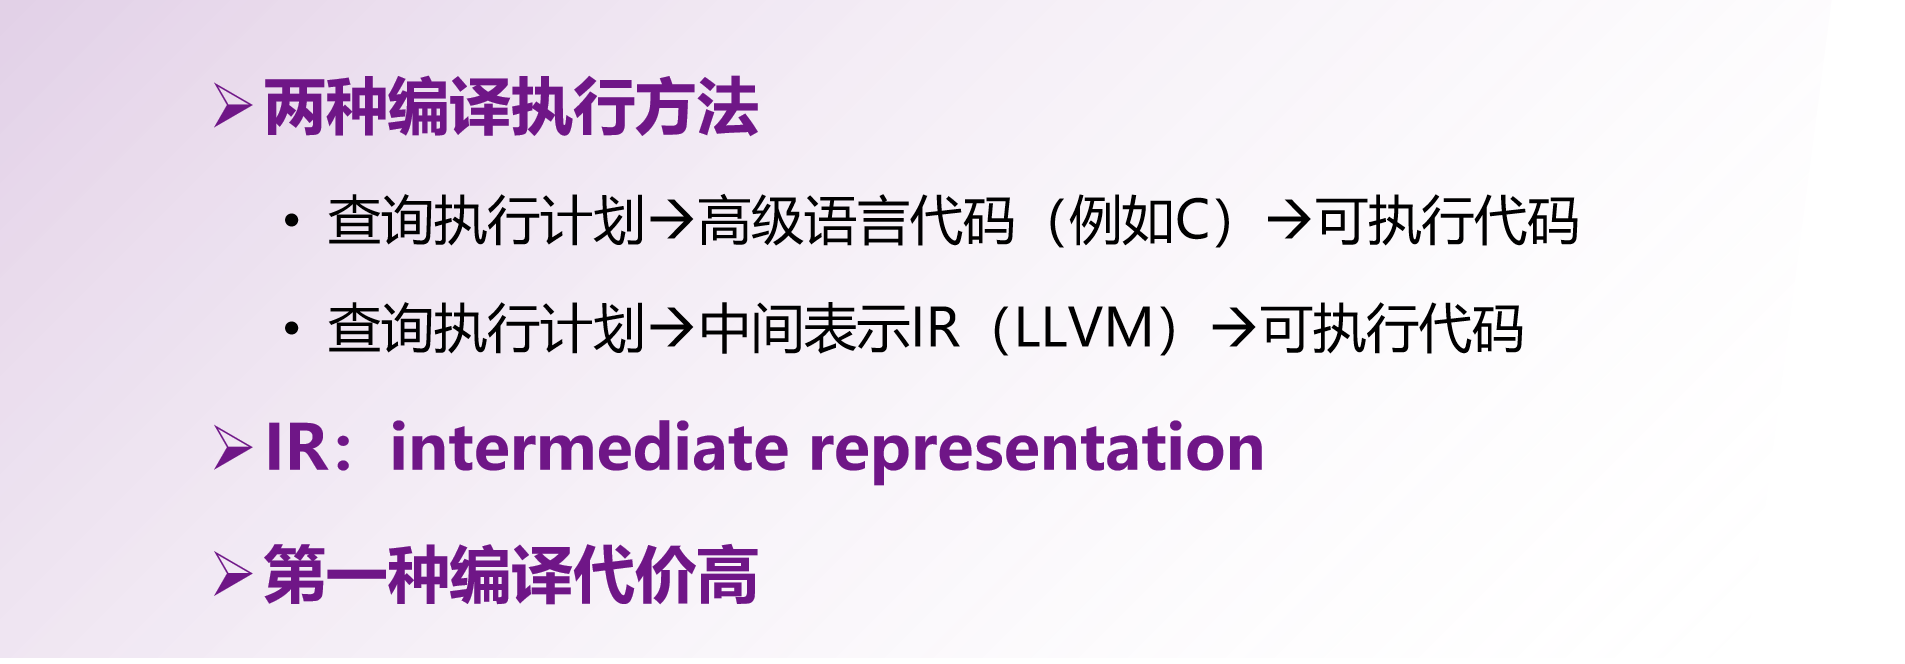 ➢两种编译执行方法
• 查询执行计划→高级语言代码（例如C）→可执行代码
• 查询执行计划→中间表示IR（LLVM）→可执行代码
➢IR：intermediate representation
➢第一种编译代价高